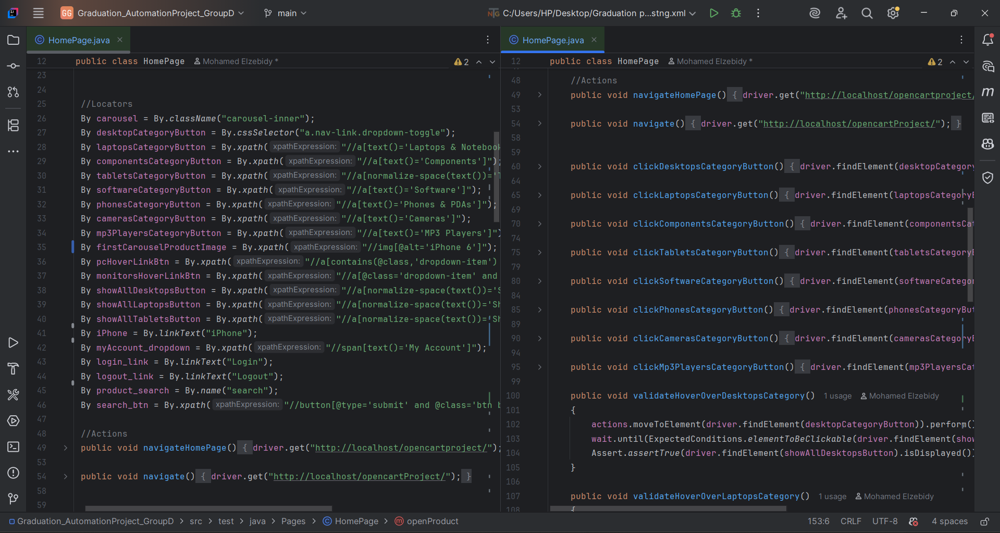 GG Graduation_AutomationProject_GroupD main C:/Users/HP/Desktop/Graduation p...stng.xml
HomePage.java
12 public class HomePage Mohamed Elzebidy * 2
23
24
25 //Locators
26 By carousel = By.className("carousel-inner");
27 By desktopCategoryButton = By.cssSelector("a.nav-link.dropdown-toggle");
28 By laptopsCategoryButton = By.xpath( xpathExpression: "//a[text()='Laptops & Notebook
29 By componentsCategoryButton = By.xpath( xpathExpression: "//a[text()='Components']");
30 By tabletsCategoryButton = By.xpath( xpathExpression: "//a[normalize-space(text())='T
31 By softwareCategoryButton = By.xpath( xpathExpression: "//a[text()='Software']");
32 By phonesCategoryButton = By.xpath( xpathExpression: "//a[text()='Phones & PDAs']");
33 By camerasCategoryButton = By.xpath( xpathExpression: "//a[text()='Cameras']");
34 By mp3PlayersCategoryButton = By.xpath( xpathExpression: "//a[text()='MP3 Players']")
35 By firstCarouselProductImage = By.xpath( xpathExpression: "//img[@alt='iPhone 6']");
36 By pcHoverLinkBtn = By.xpath( xpathExpression: "//a[contains(@class,'dropdown-item')
37 By monitorsHoverLinkBtn = By.xpath( xpathExpression: "//a[@class='dropdown-item' and
38 By showAllDesktopsButton = By.xpath( xpathExpression: "//a[normalize-space(text())='S
39 By showAllLaptopsButton = By.xpath( xpathExpression: "//a[normalize-space(text())='Sh
40 By showAllTabletsButton = By.xpath( xpathExpression: "//a[normalize-space(text())='Sh
41 By iPhone = By.linkText("iPhone");
42 By myAccount_dropdown = By.xpath( xpathExpression: "//span[text()='My Account']");
43 By login_link = By.linkText("Login");
44 By logout_link = By.linkText("Logout");
45 By product_search = By.name("search");
46 By search_btn = By.xpath( xpathExpression: "//button[@type='submit' and @class='btn b
47
48 //Actions
49 public void navigateHomePage() { driver.get("http://localhost/opencartproject/");
53
54 public void navigate() { driver.get("http://localhost/opencartProject/"); }
58
59
HomePage.java
12 public class HomePage Mohamed Elzebidy * 2
48 //Actions
49 public void navigateHomePage() { driver.get("http://localhost/opencartproject/
53
54 public void navigate() { driver.get("http://localhost/opencartProject/"); }
58
59
60 public void clickDesktopsCategoryButton() { driver.findElement(desktopCategory
64
65 public void clickLaptopsCategoryButton() { driver.findElement(laptopsCategoryB
69
70 public void clickComponentsCategoryButton() { driver.findElement(componentsCat
74
75 public void clickTabletsCategoryButton() { driver.findElement(tabletsCategoryB
79
80 public void clickSoftwareCategoryButton() { driver.findElement(softwareCategor
84
85 public void clickPhonesCategoryButton() { driver.findElement(phonesCategoryBut
89
90 public void clickCamerasCategoryButton() { driver.findElement(camerasCategoryB
94
95 public void clickMp3PlayersCategoryButton() { driver.findElement(mp3PlayersCat
99
100 public void validateHoverOverDesktopsCategory() 1 usage Mohamed Elzebidy
101 {
102 actions.moveToElement(driver.findElement(desktopCategoryButton)).perform()
103 wait.until(ExpectedConditions.elementToBeClickable(driver.findElement(show
104 Assert.assertTrue(driver.findElement(showAllDesktopsButton).isDisplayed())
105 }
106
107 public void validateHoverOverLaptopsCategory() 1 usage Mohamed Elzebidy
108 {
Graduation_AutomationProject_GroupD > src > test > java > Pages > HomePage > openProduct 153:6 CRLF UTF-8 4 spaces